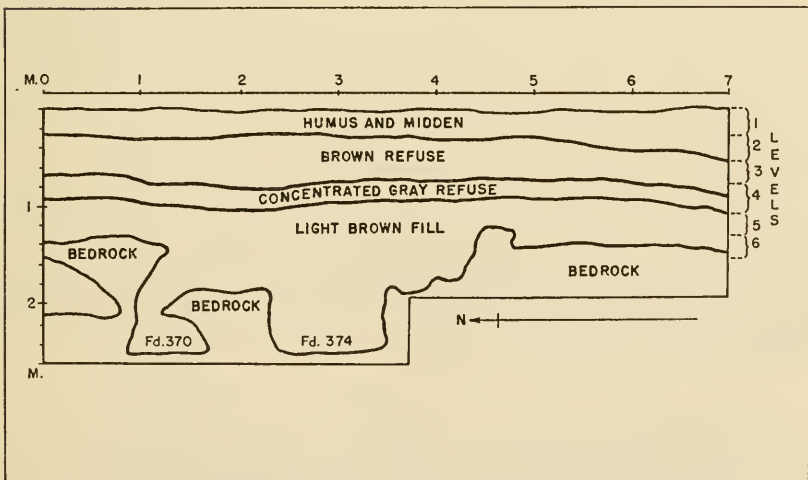 M. 0 1 2 3 4 5 6 7
HUMUS AND MIDDEN
BROWN REFUSE
CONCENTRATED GRAY REFUSE
LIGHT BROWN FILL
BEDROCK
BEDROCK
BEDROCK
Fd. 370
Fd. 374
1
2
M.
N
1
2
3
4
5
6
LEVELS